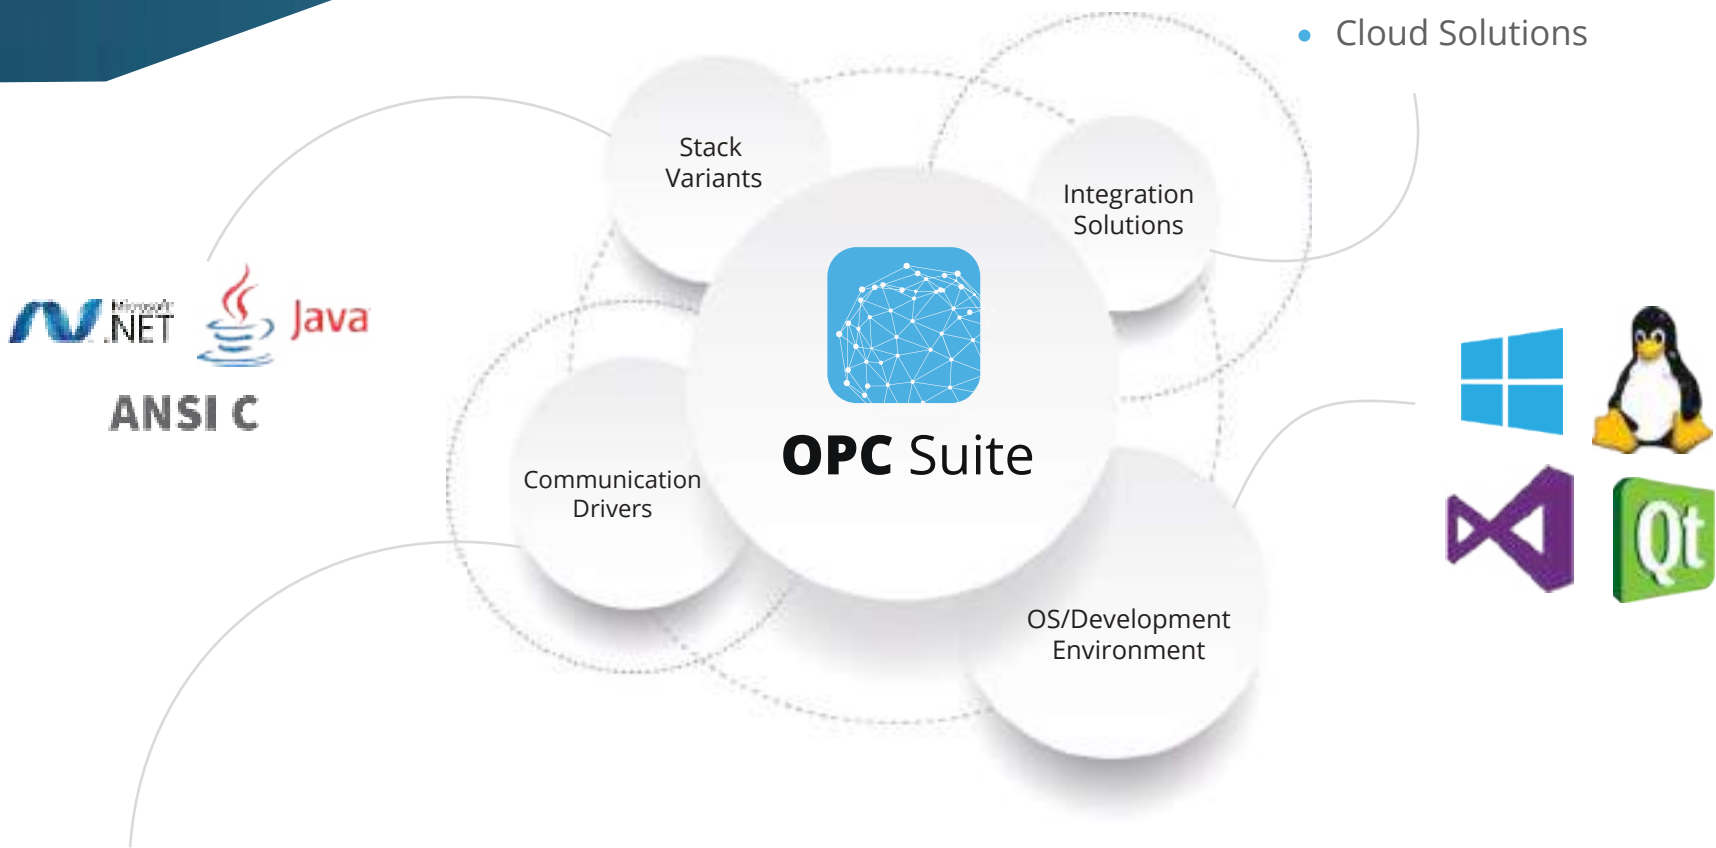 Cloud Solutions
Stack
Variants
Integration
Solutions
Microsoft
.NET
Java
ANSI C
OPC Suite
Communication
Drivers
Qt
OS/Development
Environment